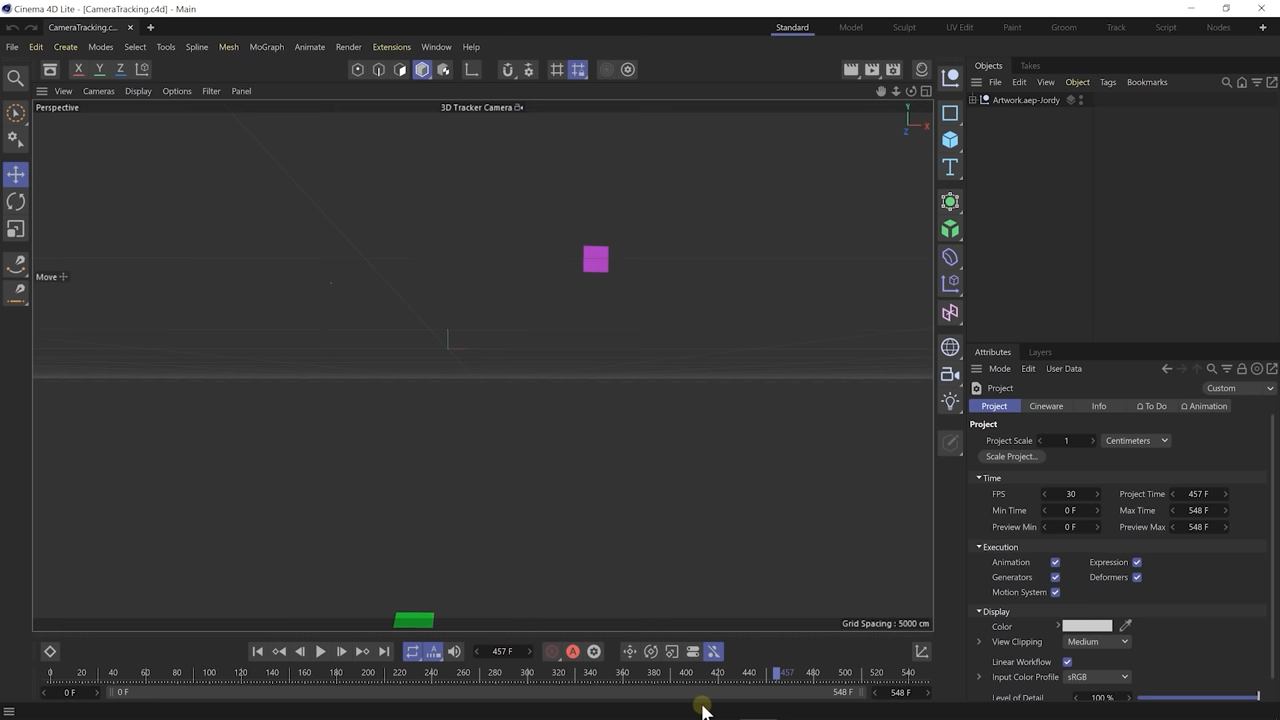 Cinema 4D Lite - [CameraTracking.c4d] - Main
CameraTracking.c...
Standard Model Sculpt UV Edit Paint Groom Track Script Nodes
File Edit Create Modes Select Tools Spline Mesh MoGraph Animate Render Extensions Window Help
X Y Z
Objects Takes
View Cameras Display Options Filter Panel
File Edit View Object Tags Bookmarks
Artwork.aep-Jordy
Perspective
3D Tracker Camera
Y
X
Z
Move
Grid Spacing : 5000 cm
Attributes Layers
Mode Edit User Data
Project
Custom
Project Cineware Info To Do Animation
Project
Project Scale 1 Centimeters
Scale Project...
Time
FPS 30 Project Time 457 F
Min Time 0 F Max Time 548 F
Preview Min 0 F Preview Max 548 F
Execution
Animation Expression
Generators Deformers
Motion System
Display
Color
View Clipping Medium
Linear Workflow
Input Color Profile sRGB
Level of Detail 100 %
457 F
0 20 40 60 80 100 120 140 160 180 200 220 240 260 280 300 320 340 360 380 400 420 440 457 480 500 520 540
0 F 0 F 548 F 548 F